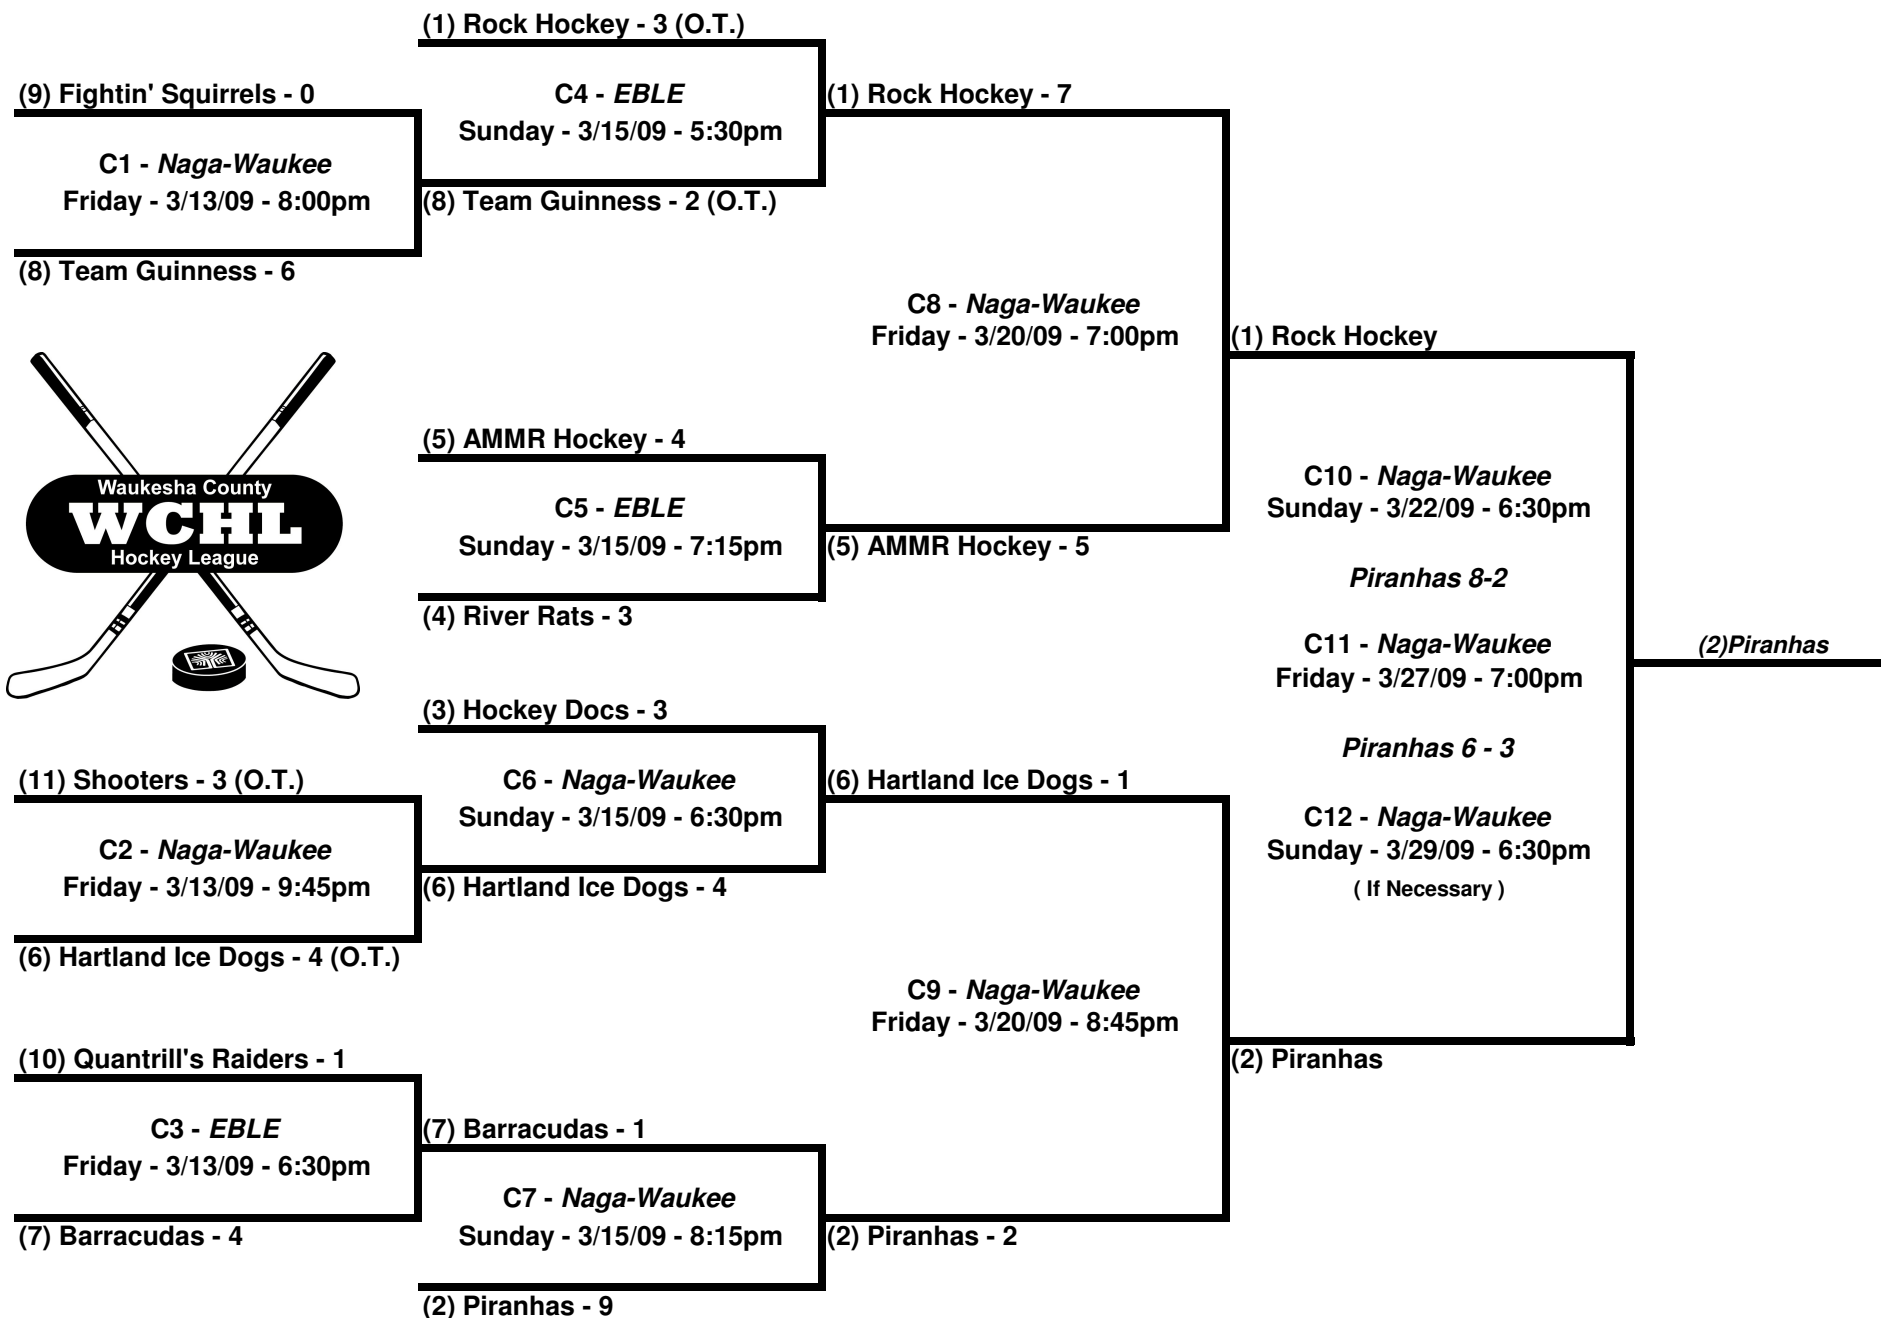 (1) Rock Hockey - 3 (O.T.)
(9) Fightin' Squirrels - 0
C4 - EBLE
(1) Rock Hockey - 7
Sunday - 3/15/09 - 5:30pm
C1 - Naga-Waukee
Friday - 3/13/09 - 8:00pm
(8) Team Guinness - 2 (O.T.)
(8) Team Guinness - 6
C8 - Naga-Waukee
Friday - 3/20/09 - 7:00pm
(1) Rock Hockey
(5) AMMR Hockey - 4
Waukesha County
WCHL
Hockey League
C5 - EBLE
Sunday - 3/15/09 - 7:15pm
(5) AMMR Hockey - 5
(4) River Rats - 3
C10 - Naga-Waukee
Sunday - 3/22/09 - 6:30pm
Piranhas 8-2
C11 - Naga-Waukee
Friday - 3/27/09 - 7:00pm
(2)Piranhas
Piranhas 6 - 3
C12 - Naga-Waukee
Sunday - 3/29/09 - 6:30pm
( If Necessary )
(3) Hockey Docs - 3
(11) Shooters - 3 (O.T.)
C6 - Naga-Waukee
Sunday - 3/15/09 - 6:30pm
(6) Hartland Ice Dogs - 1
C2 - Naga-Waukee
Friday - 3/13/09 - 9:45pm
(6) Hartland Ice Dogs - 4
(6) Hartland Ice Dogs - 4 (O.T.)
C9 - Naga-Waukee
Friday - 3/20/09 - 8:45pm
(2) Piranhas
(10) Quantrill's Raiders - 1
C3 - EBLE
Friday - 3/13/09 - 6:30pm
(7) Barracudas - 1
(7) Barracudas - 4
C7 - Naga-Waukee
Sunday - 3/15/09 - 8:15pm
(2) Piranhas - 2
(2) Piranhas - 9